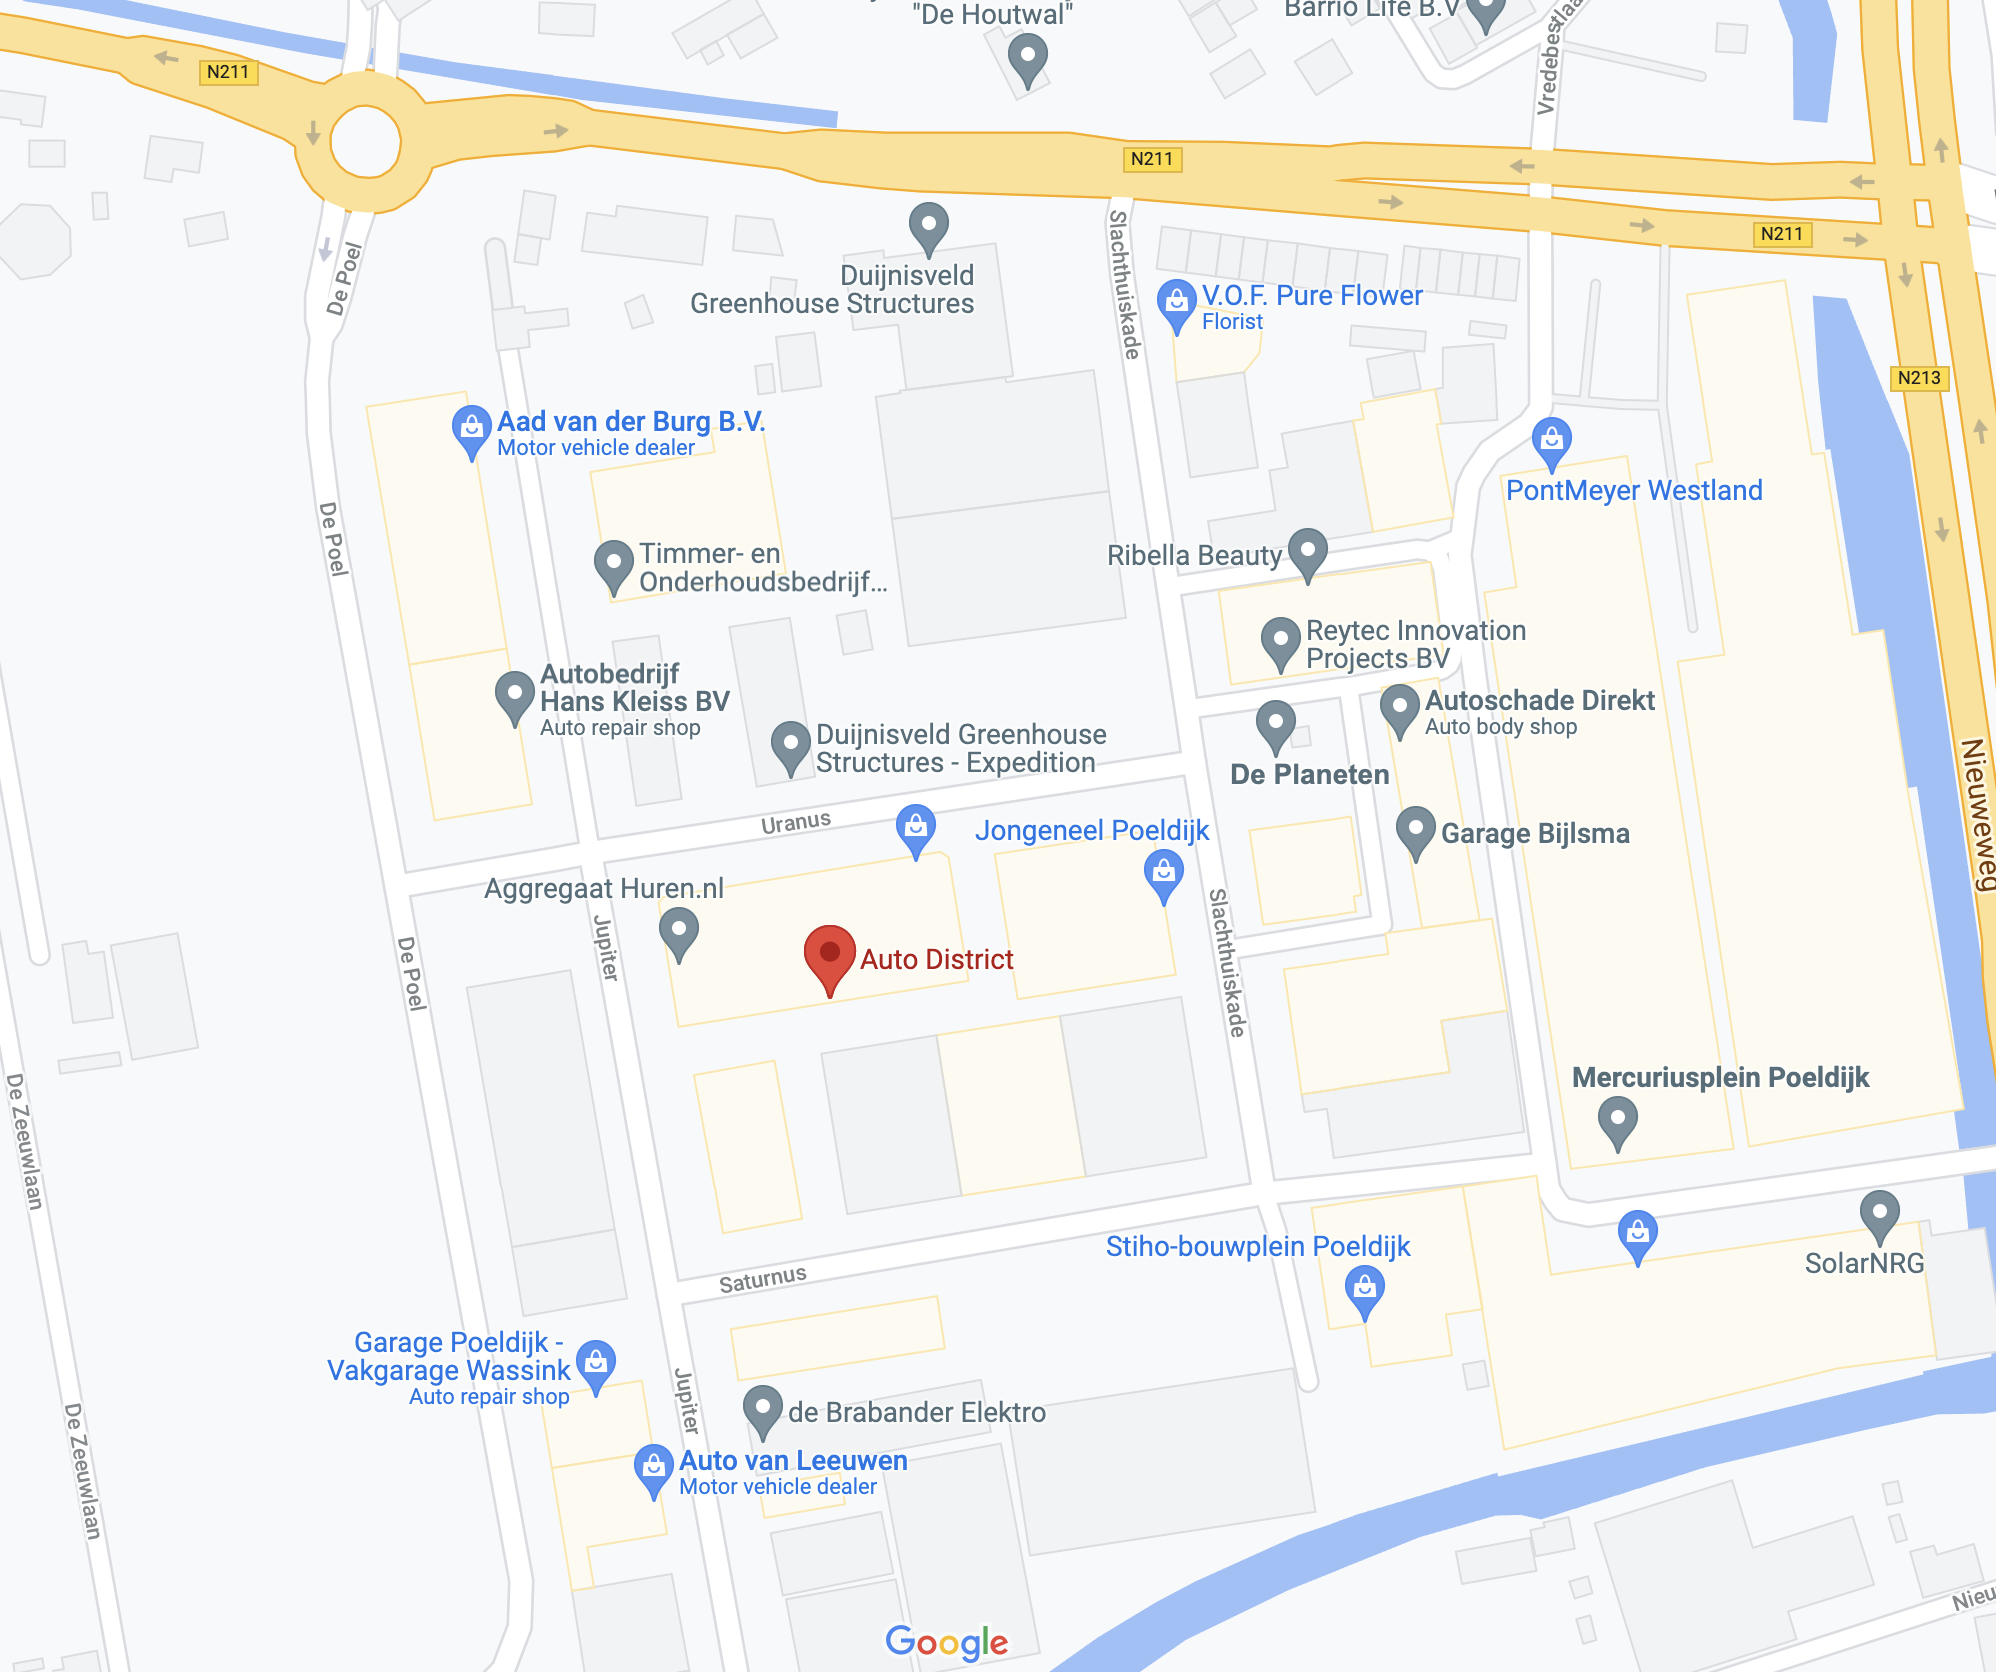 "De Houtwal"
Barrio Life B.V
N211
Vredebestlaa
N211
N211
De Poel
Slachthuiskade
Duijnisveld
Greenhouse Structures
V.O.F. Pure Flower
Florist
N213
Aad van der Burg B.V.
Motor vehicle dealer
PontMeyer Westland
De Poel
Timmer- en
Onderhoudsbedrijf...
Ribella Beauty
Reytec Innovation
Projects BV
Autobedrijf
Hans Kleiss BV
Auto repair shop
Autoschade Direkt
Auto body shop
Duijnisveld Greenhouse
Structures - Expedition
De Planeten
Nieuweweg
Uranus
Jongeneel Poeldijk
Garage Bijlsma
Aggregaat Huren.nl
Jupiter
De Poel
Auto District
Slachthuiskade
De Zeeuwlaan
Mercuriusplein Poeldijk
Stiho-bouwplein Poeldijk
SolarNRG
Saturnus
Garage Poeldijk -
Vakgarage Wassink
Auto repair shop
Jupiter
de Brabander Elektro
De Zeeuwlaan
Auto van Leeuwen
Motor vehicle dealer
Nieu
Google